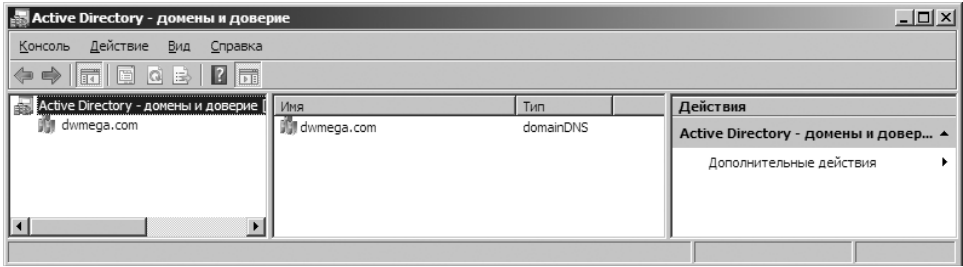 Active Directory - домены и доверие
Консоль Действие Вид Справка
Active Directory - домены и доверие [
dwmega.com
Имя Тип
dwmega.com domainDNS
Действия
Active Directory - домены и довер...
Дополнительные действия